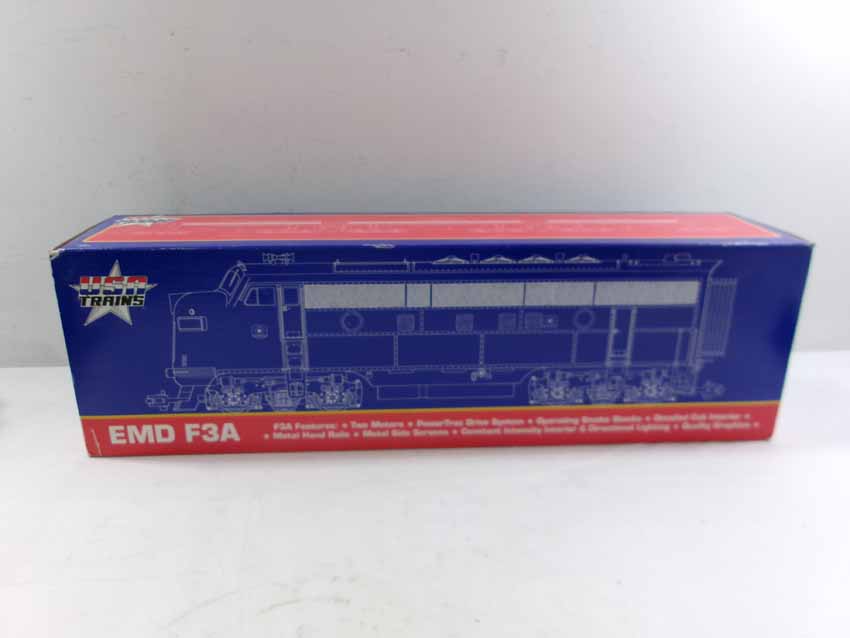 USA
TRAINS
EMD F3A
F3A Features: • Two Motors • PowerTrac Drive System • Operating Smoke Stacks • Detailed Cab Interior •
• Metal Hand Rails • Metal Side Screens • Constant Intensity Interior & Directional Lighting • Quality Graphics •